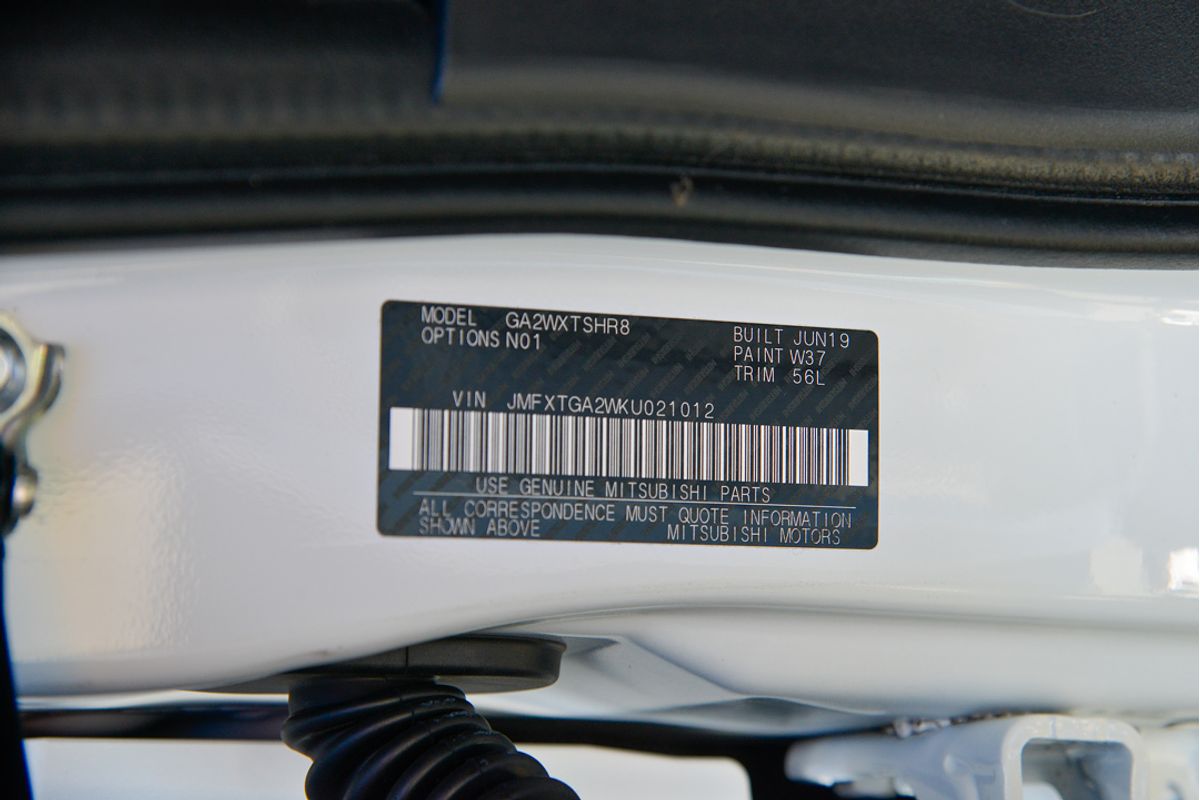 MODEL GA2WXTSHR8
OPTIONS N01
BUILT JUN19
PAINT W37
TRIM 56L
VIN JMFXTGA2WKU021012
USE GENUINE MITSUBISHI PARTS
ALL CORRESPONDENCE MUST QUOTE INFORMATION
SHOWN ABOVE MITSUBISHI MOTORS